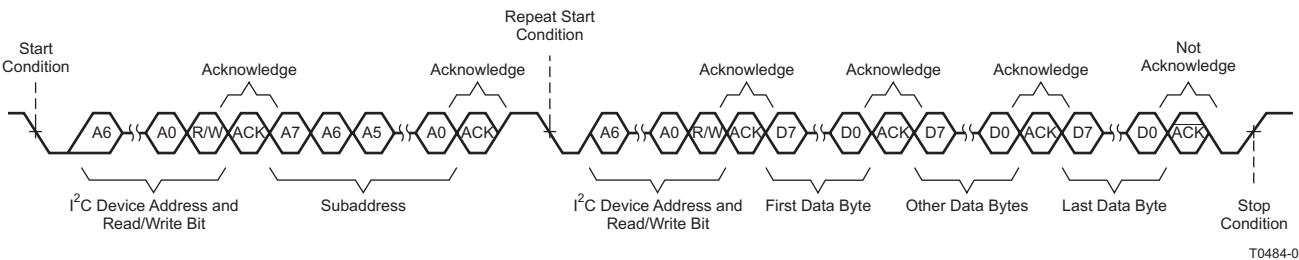 Repeat Start
Condition
Start
Condition
Acknowledge
Acknowledge
Acknowledge
Acknowledge
Acknowledge
Not
Acknowledge
A6 A0 R/W ACK A7 A6 A5 A0 ACK A6 A0 R/W ACK D7 D0 ACK D7 D0 ACK D7 D0 ACK
I²C Device Address and
Read/Write Bit
Subaddress
I²C Device Address and
Read/Write Bit
First Data Byte
Other Data Bytes
Last Data Byte
Stop
Condition
T0484-0